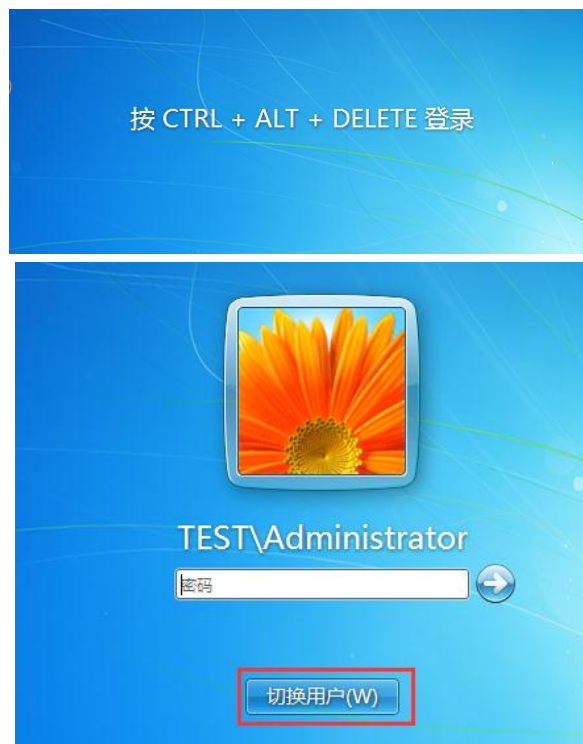 按 CTRL + ALT + DELETE 登录
TEST\Administrator
密码
切换用户(W)